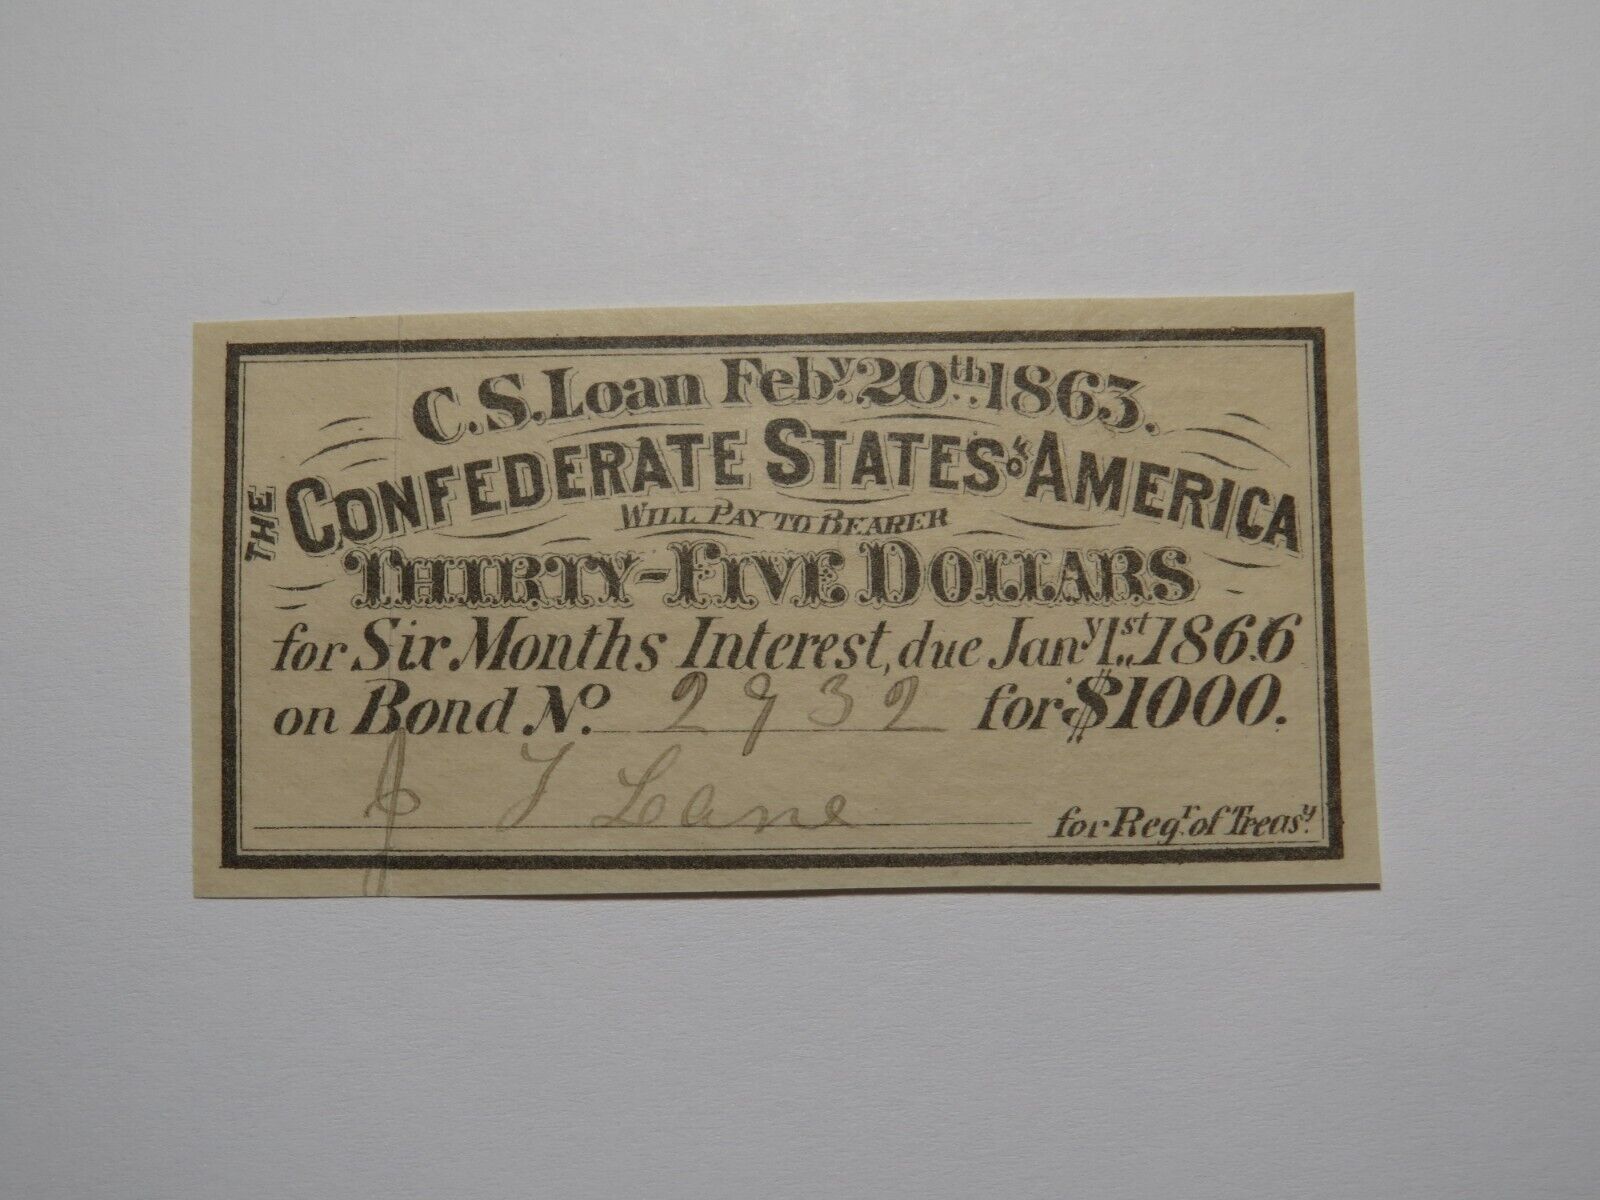 C.S. Loan Feby. 20th 1863.
THE CONFEDERATE STATES OF AMERICA
WILL PAY TO BEARER
THIRTY-FIVE DOLLARS
for Six Months Interest, due Jany 1st. 1866
on Bond No. 2932 for $1000.
J T Lane for Regr. of Treasy.